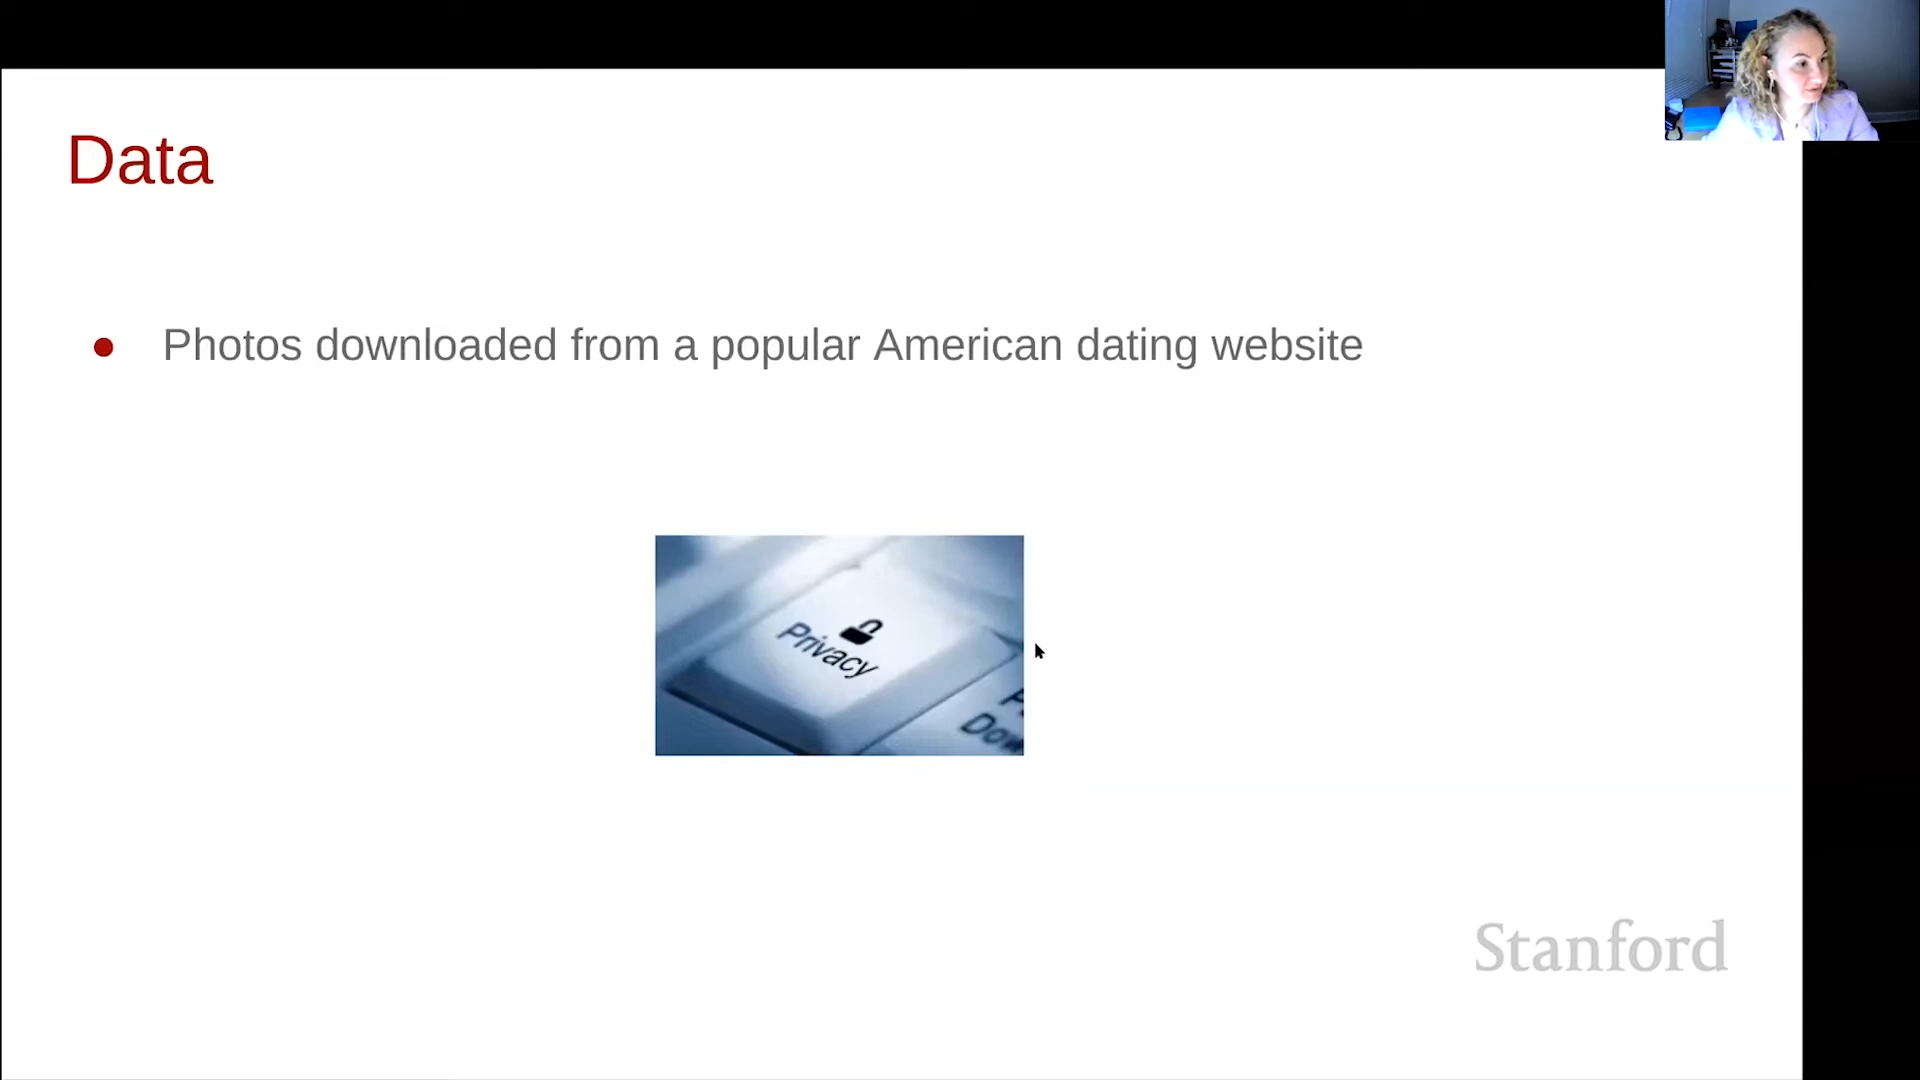 Data
● Photos downloaded from a popular American dating website
Privacy
Stanford